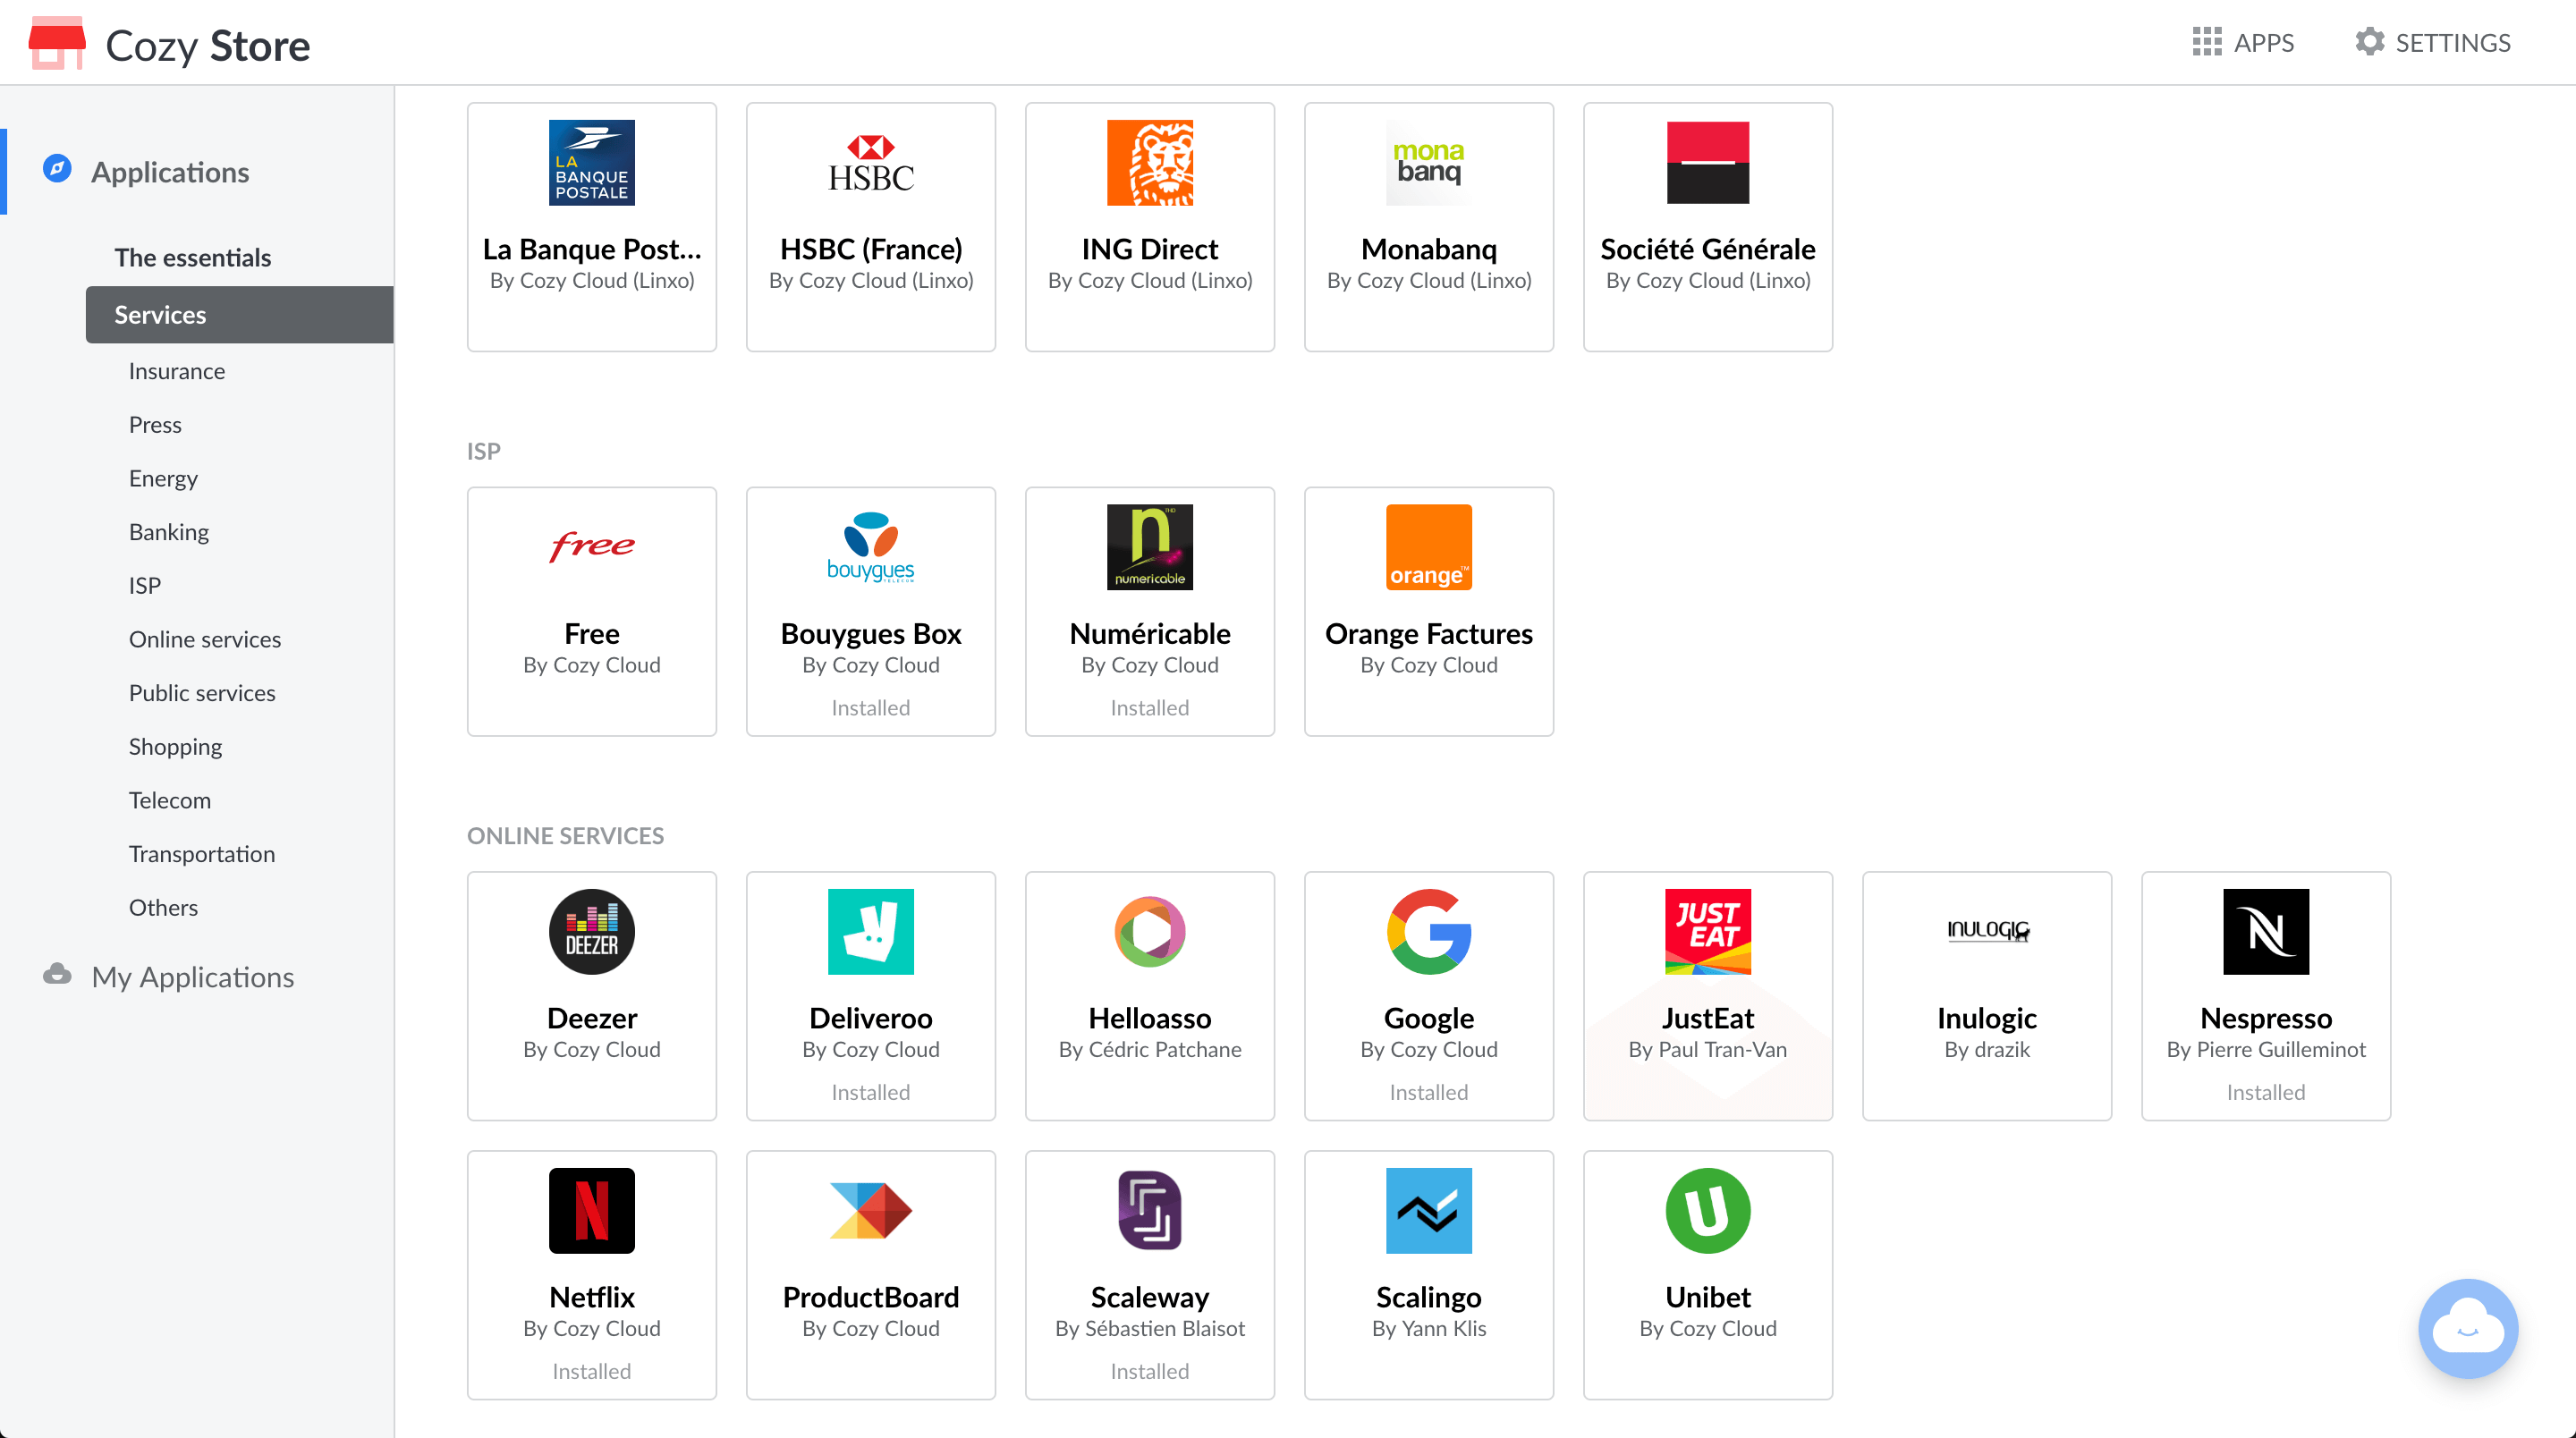 Cozy Store
APPS
SETTINGS
Applications
The essentials
Services
Insurance
Press
Energy
Banking
ISP
Online services
Public services
Shopping
Telecom
Transportation
Others
My Applications
LA
BANQUE
POSTALE
La Banque Post...
By Cozy Cloud (Linxo)
HSBC
HSBC (France)
By Cozy Cloud (Linxo)
ING Direct
By Cozy Cloud (Linxo)
mona
banq
Monabanq
By Cozy Cloud (Linxo)
Société Générale
By Cozy Cloud (Linxo)
ISP
free
Free
By Cozy Cloud
bouygues
TELECOM
Bouygues Box
By Cozy Cloud
Installed
n
numericable
Numéricable
By Cozy Cloud
Installed
orange™
Orange Factures
By Cozy Cloud
ONLINE SERVICES
DEEZER
Deezer
By Cozy Cloud
Deliveroo
By Cozy Cloud
Installed
Helloasso
By Cédric Patchane
G
Google
By Cozy Cloud
Installed
JUST
EAT
JustEat
By Paul Tran-Van
INULOGIC
Inulogic
By drazik
N
Nespresso
By Pierre Guilleminot
Installed
N
Netflix
By Cozy Cloud
Installed
ProductBoard
By Cozy Cloud
Scaleway
By Sébastien Blaisot
Installed
Scalingo
By Yann Klis
U
Unibet
By Cozy Cloud